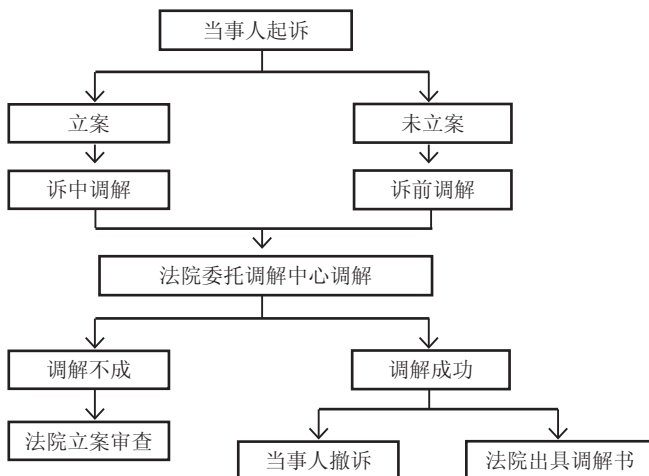 当事人起诉
立案
未立案
诉中调解
诉前调解
法院委托调解中心调解
调解不成
调解成功
法院立案审查
当事人撤诉
法院出具调解书